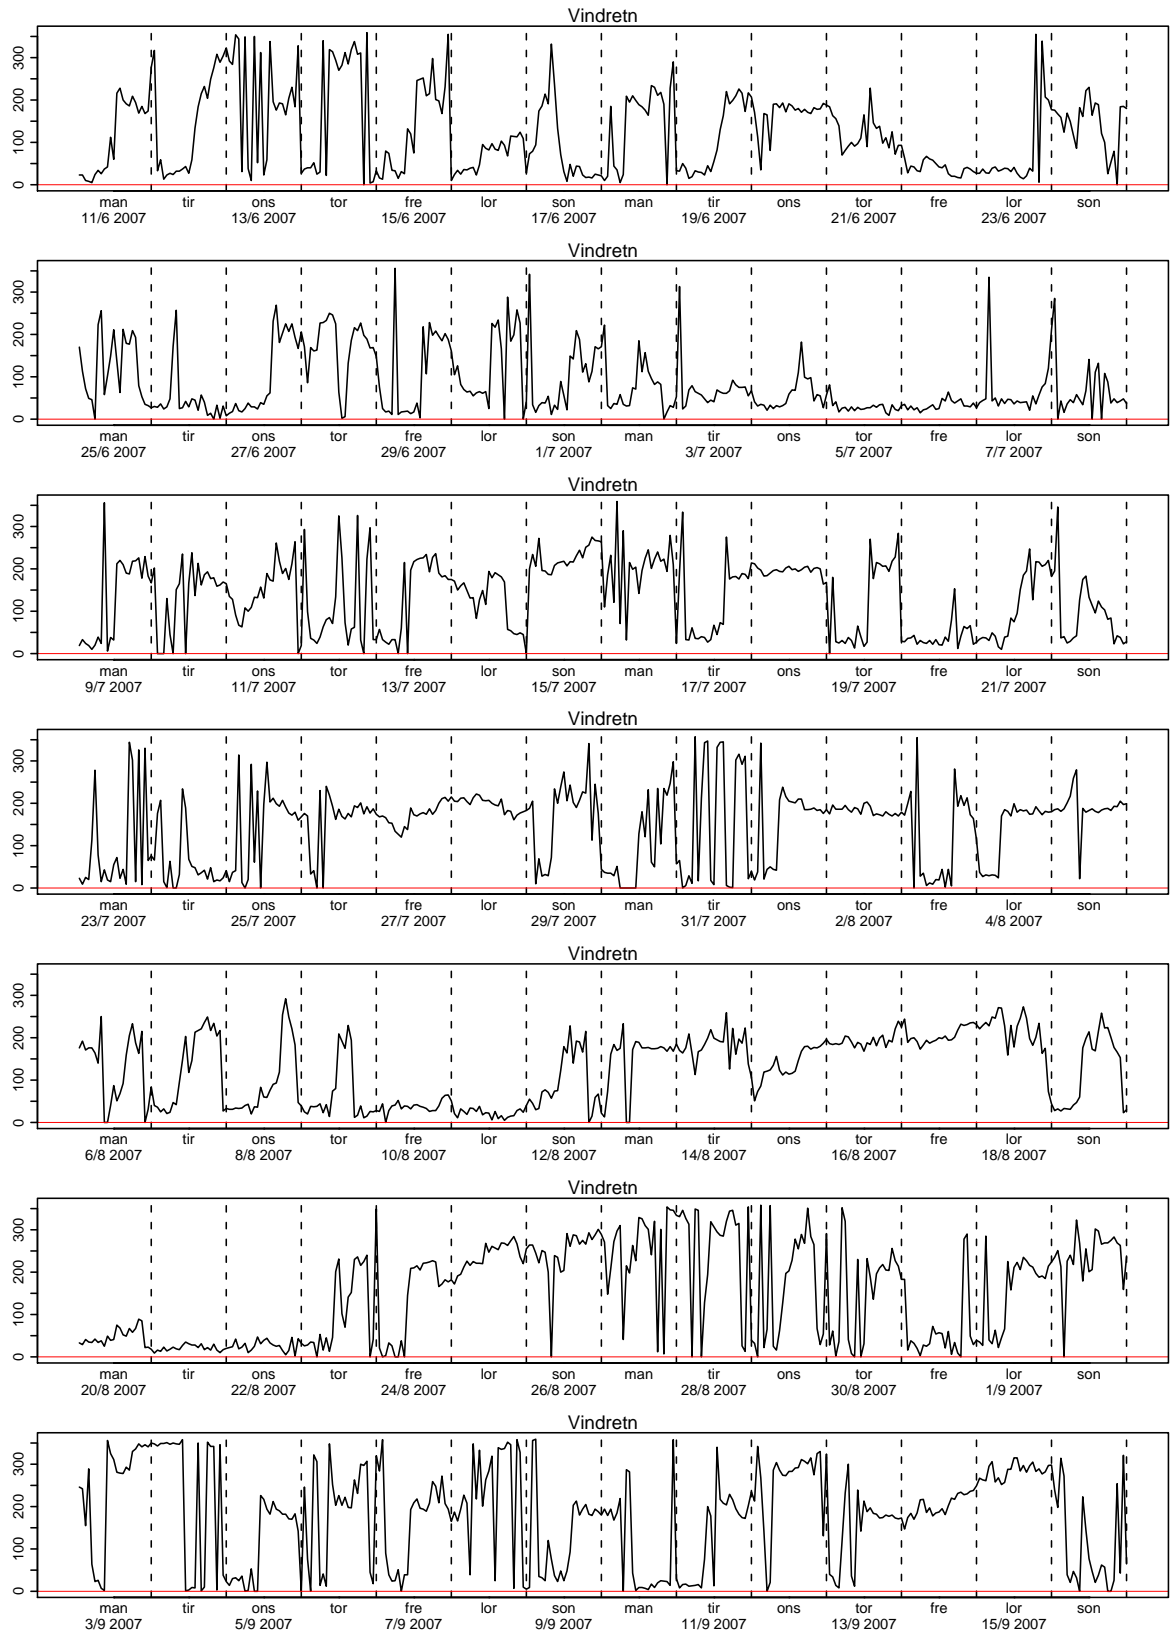 Vindretn
0 100 200 300
man tir ons tor fre lor son man tir ons tor fre lor son
11/6 2007 13/6 2007 15/6 2007 17/6 2007 19/6 2007 21/6 2007 23/6 2007
Vindretn
0 100 200 300
man tir ons tor fre lor son man tir ons tor fre lor son
25/6 2007 27/6 2007 29/6 2007 1/7 2007 3/7 2007 5/7 2007 7/7 2007
Vindretn
0 100 200 300
man tir ons tor fre lor son man tir ons tor fre lor son
9/7 2007 11/7 2007 13/7 2007 15/7 2007 17/7 2007 19/7 2007 21/7 2007
Vindretn
0 100 200 300
man tir ons tor fre lor son man tir ons tor fre lor son
23/7 2007 25/7 2007 27/7 2007 29/7 2007 31/7 2007 2/8 2007 4/8 2007
Vindretn
0 100 200 300
man tir ons tor fre lor son man tir ons tor fre lor son
6/8 2007 8/8 2007 10/8 2007 12/8 2007 14/8 2007 16/8 2007 18/8 2007
Vindretn
0 100 200 300
man tir ons tor fre lor son man tir ons tor fre lor son
20/8 2007 22/8 2007 24/8 2007 26/8 2007 28/8 2007 30/8 2007 1/9 2007
Vindretn
0 100 200 300
man tir ons tor fre lor son man tir ons tor fre lor son
3/9 2007 5/9 2007 7/9 2007 9/9 2007 11/9 2007 13/9 2007 15/9 2007